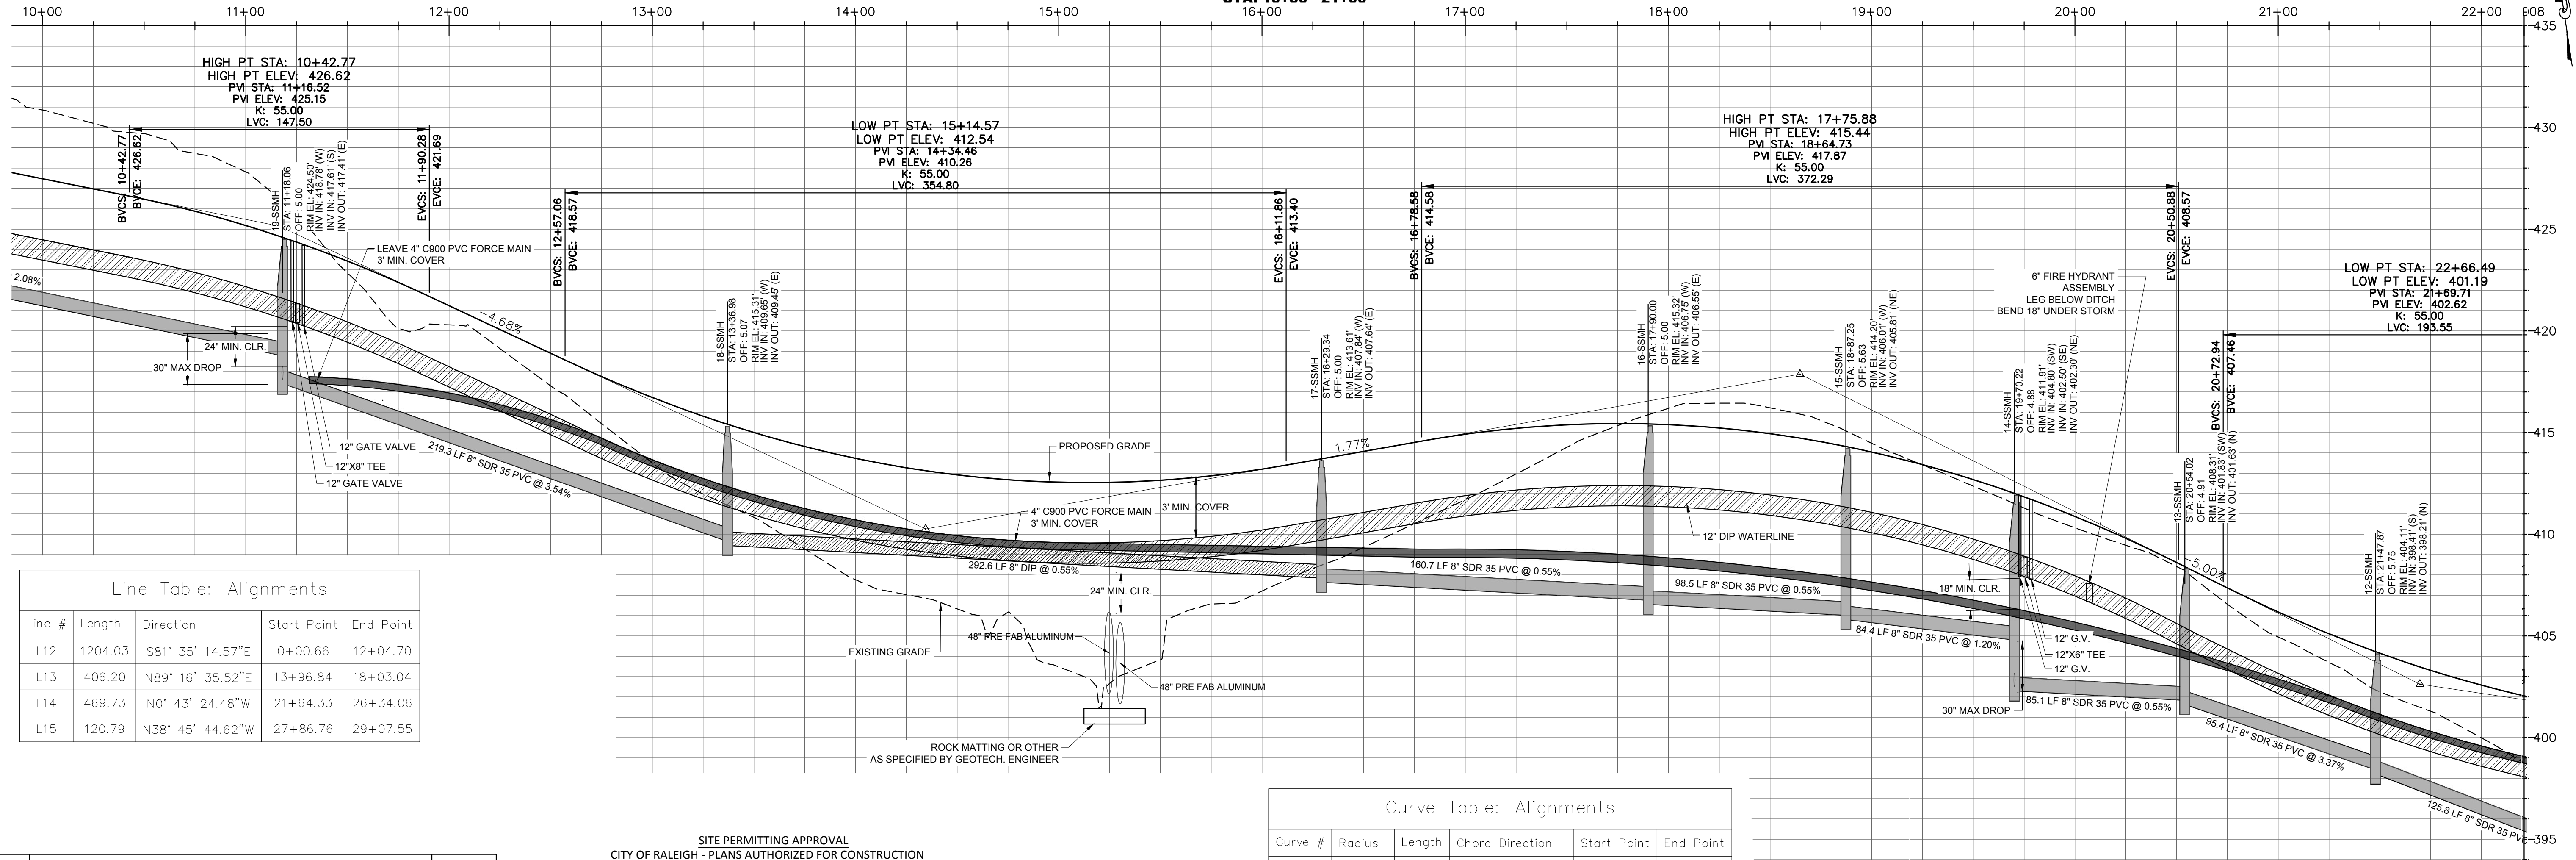 10+00
11+00
12+00
13+00
14+00
15+00
16+00
17+00
18+00
19+00
20+00
21+00
22+00
908
435
430
425
420
415
410
405
400
395
HIGH PT STA: 10+42.77
HIGH PT ELEV: 426.62
PVI STA: 11+16.52
PVI ELEV: 425.15
K: 55.00
LVC: 147.50
BVCS: 10+42.77
BVCE: 426.62
EVCS: 11+90.28
EVCE: 421.69
19-SSMH
STA: 11+18.06
OFF: 5.00
RIM EL: 424.50'
INV IN: 418.78' (W)
INV IN: 417.61' (S)
INV OUT: 417.41' (E)
LEAVE 4" C900 PVC FORCE MAIN
3' MIN. COVER
2.08%
24" MIN. CLR.
30" MAX DROP
12" GATE VALVE
12"X8" TEE
12" GATE VALVE
219.3 LF 8" SDR 35 PVC @ 3.54%
-4.68%
LOW PT STA: 15+14.57
LOW PT ELEV: 412.54
PVI STA: 14+34.46
PVI ELEV: 410.26
K: 55.00
LVC: 354.80
BVCS: 12+57.06
BVCE: 418.57
EVCS: 16+11.86
EVCE: 413.40
18-SSMH
STA: 13+36.98
OFF: 5.07
RIM EL: 415.31'
INV IN: 409.65' (W)
INV OUT: 409.45' (E)
PROPOSED GRADE
4" C900 PVC FORCE MAIN
3' MIN. COVER
3' MIN. COVER
292.6 LF 8" DIP @ 0.55%
24" MIN. CLR.
48" PRE FAB ALUMINUM
48" PRE FAB ALUMINUM
EXISTING GRADE
ROCK MATTING OR OTHER
AS SPECIFIED BY GEOTECH. ENGINEER
17-SSMH
STA: 16+29.34
OFF: 5.00
RIM EL: 413.61'
INV IN: 407.84' (W)
INV OUT: 407.64' (E)
1.77%
HIGH PT STA: 17+75.88
HIGH PT ELEV: 415.44
PVI STA: 18+64.73
PVI ELEV: 417.87
K: 55.00
LVC: 372.29
BVCS: 16+78.58
BVCE: 414.58
EVCS: 20+50.88
EVCE: 408.57
16-SSMH
STA: 17+90.00
OFF: 5.00
RIM EL: 415.32'
INV IN: 406.75' (W)
INV OUT: 406.55' (E)
12" DIP WATERLINE
160.7 LF 8" SDR 35 PVC @ 0.55%
98.5 LF 8" SDR 35 PVC @ 0.55%
84.4 LF 8" SDR 35 PVC @ 1.20%
15-SSMH
STA: 18+87.25
OFF: 5.63
RIM EL: 414.20'
INV IN: 406.01' (W)
INV OUT: 405.81' (NE)
14-SSMH
STA: 19+70.22
OFF: 4.88
RIM EL: 411.91'
INV IN: 404.80' (SW)
INV IN: 402.50' (SE)
INV OUT: 402.30' (NE)
6" FIRE HYDRANT
ASSEMBLY
LEG BELOW DITCH
BEND 18" UNDER STORM
18" MIN. CLR.
12" G.V.
12"X6" TEE
12" G.V.
30" MAX DROP
85.1 LF 8" SDR 35 PVC @ 0.55%
13-SSMH
STA: 20+54.02
OFF: 4.91
RIM EL: 408.31'
INV IN: 401.83' (SW)
INV OUT: 401.63' (N)
-5.00%
LOW PT STA: 22+66.49
LOW PT ELEV: 401.19
PVI STA: 21+69.71
PVI ELEV: 402.62
K: 55.00
LVC: 193.55
BVCS: 20+72.94
BVCE: 407.46
12-SSMH
STA: 21+47.87
OFF: 5.75
RIM EL: 404.11'
INV IN: 398.41' (S)
INV OUT: 398.21' (N)
95.4 LF 8" SDR 35 PVC @ 3.37%
125.8 LF 8" SDR 35 PVC
Line Table: Alignments
Line # Length Direction Start Point End Point
L12 1204.03 S81° 35' 14.57"E 0+00.66 12+04.70
L13 406.20 N89° 16' 35.52"E 13+96.84 18+03.04
L14 469.73 N0° 43' 24.48"W 21+64.33 26+34.06
L15 120.79 N38° 45' 44.62"W 27+86.76 29+07.55
SITE PERMITTING APPROVAL
CITY OF RALEIGH - PLANS AUTHORIZED FOR CONSTRUCTION
Curve Table: Alignments
Curve # Radius Length Chord Direction Start Point End Point